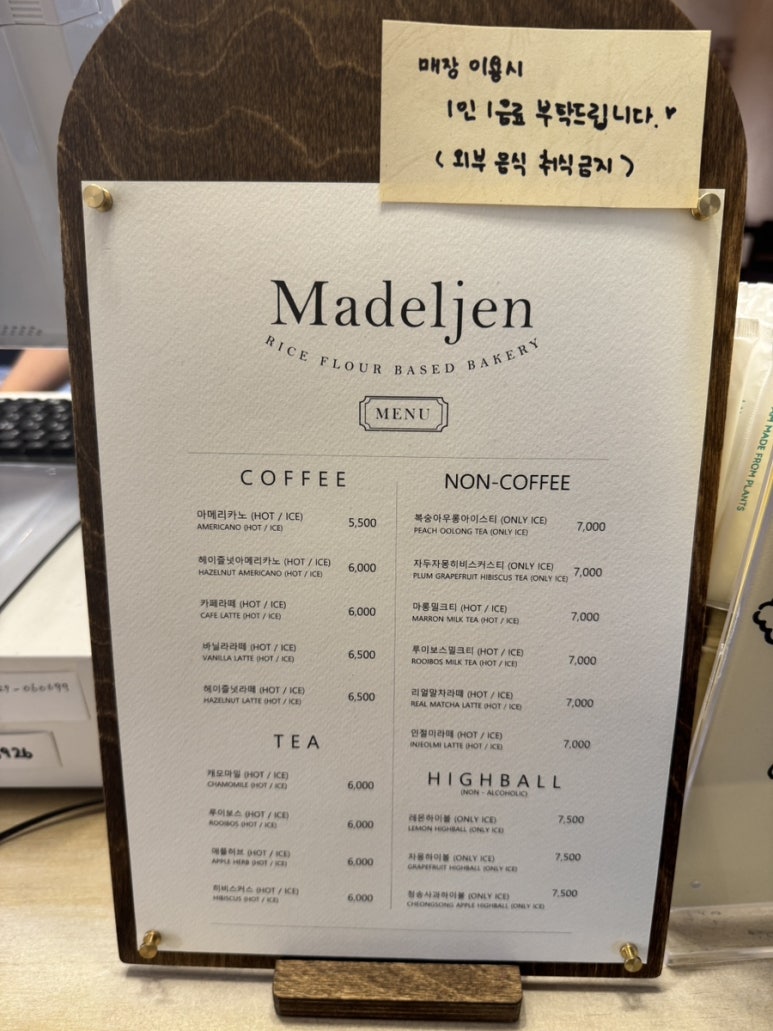 매장 이용시
1인 1음료 부탁드립니다.♥
(외부 음식 취식금지)
Madeljen
RICE FLOUR BASED BAKERY
MENU
COFFEE
아메리카노 (HOT / ICE)
AMERICANO (HOT / ICE)
5,500
헤이즐넛아메리카노 (HOT / ICE)
HAZELNUT AMERICANO (HOT / ICE)
6,000
카페라떼 (HOT / ICE)
CAFE LATTE (HOT / ICE)
6,000
바닐라라떼 (HOT / ICE)
VANILLA LATTE (HOT / ICE)
6,500
헤이즐넛라떼 (HOT / ICE)
HAZELNUT LATTE (HOT / ICE)
6,500
TEA
캐모마일 (HOT / ICE)
CHAMOMILE (HOT / ICE)
6,000
루이보스 (HOT / ICE)
ROOIBOS (HOT / ICE)
6,000
애플허브 (HOT / ICE)
APPLE HERB (HOT / ICE)
6,000
히비스커스 (HOT / ICE)
HIBISCUS (HOT / ICE)
6,000
NON-COFFEE
복숭아우롱아이스티 (ONLY ICE)
PEACH OOLONG TEA (ONLY ICE)
7,000
자두자몽히비스커스티 (ONLY ICE)
PLUM GRAPEFRUIT HIBISCUS TEA (ONLY ICE)
7,000
마롱밀크티 (HOT / ICE)
MARRON MILK TEA (HOT / ICE)
7,000
루이보스밀크티 (HOT / ICE)
ROOIBOS MILK TEA (HOT / ICE)
7,000
리얼말차라떼 (HOT / ICE)
REAL MATCHA LATTE (HOT / ICE)
7,000
인절미라떼 (HOT / ICE)
INJEOLMI LATTE (HOT / ICE)
7,000
HIGHBALL
(NON - ALCOHOLIC)
레몬하이볼 (ONLY ICE)
LEMON HIGHBALL (ONLY ICE)
7,500
자몽하이볼 (ONLY ICE)
GRAPEFRUIT HIGHBALL (ONLY ICE)
7,500
청송사과하이볼 (ONLY ICE)
CHEONGSONG APPLE HIGHBALL (ONLY ICE)
7,500
MADE FROM PLANTS